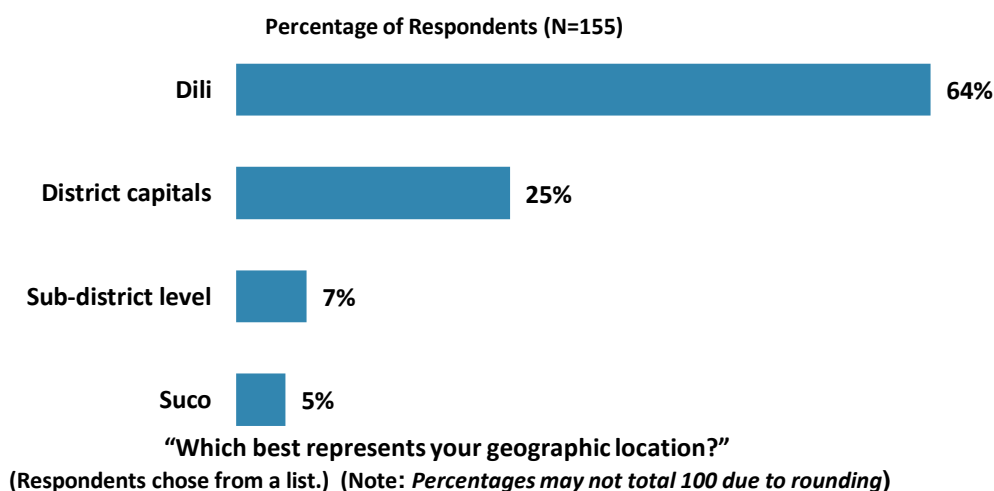 Percentage of Respondents (N=155)
Dili 64%
District capitals 25%
Sub-district level 7%
Suco 5%
“Which best represents your geographic location?”
(Respondents chose from a list.) (Note: Percentages may not total 100 due to rounding)